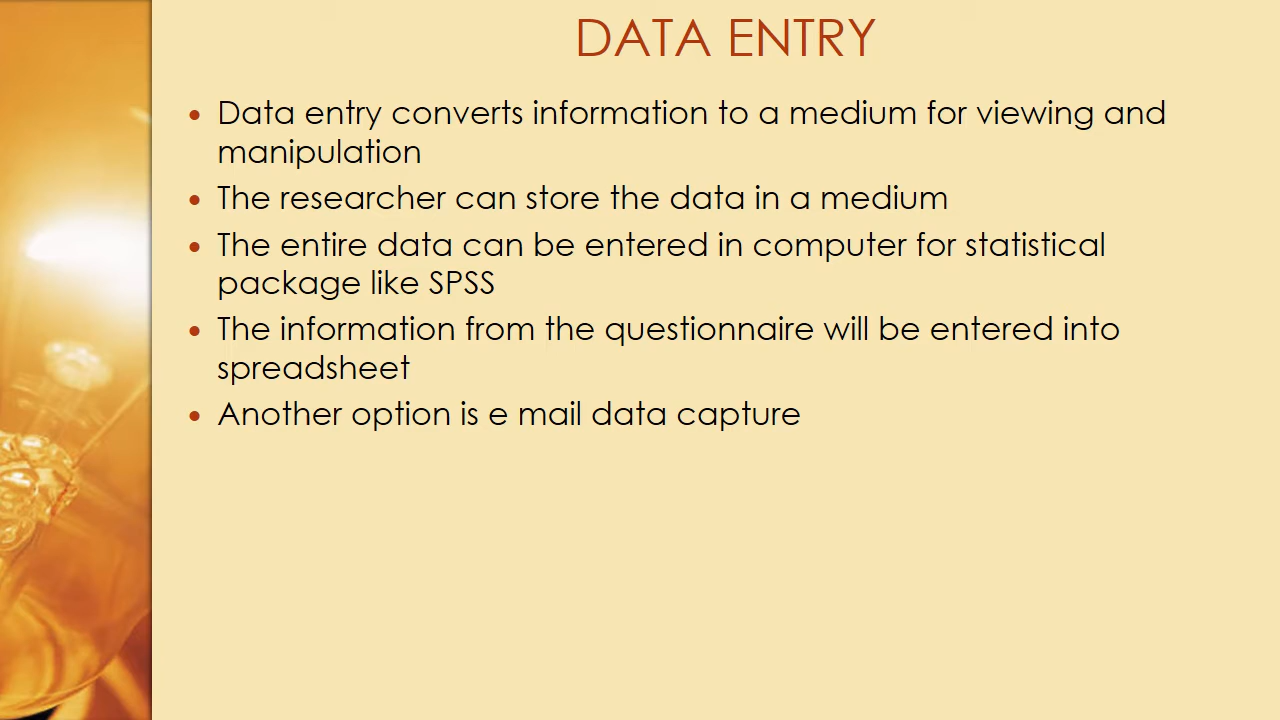 DATA ENTRY
• Data entry converts information to a medium for viewing and
manipulation
• The researcher can store the data in a medium
• The entire data can be entered in computer for statistical
package like SPSS
• The information from the questionnaire will be entered into
spreadsheet
• Another option is e mail data capture